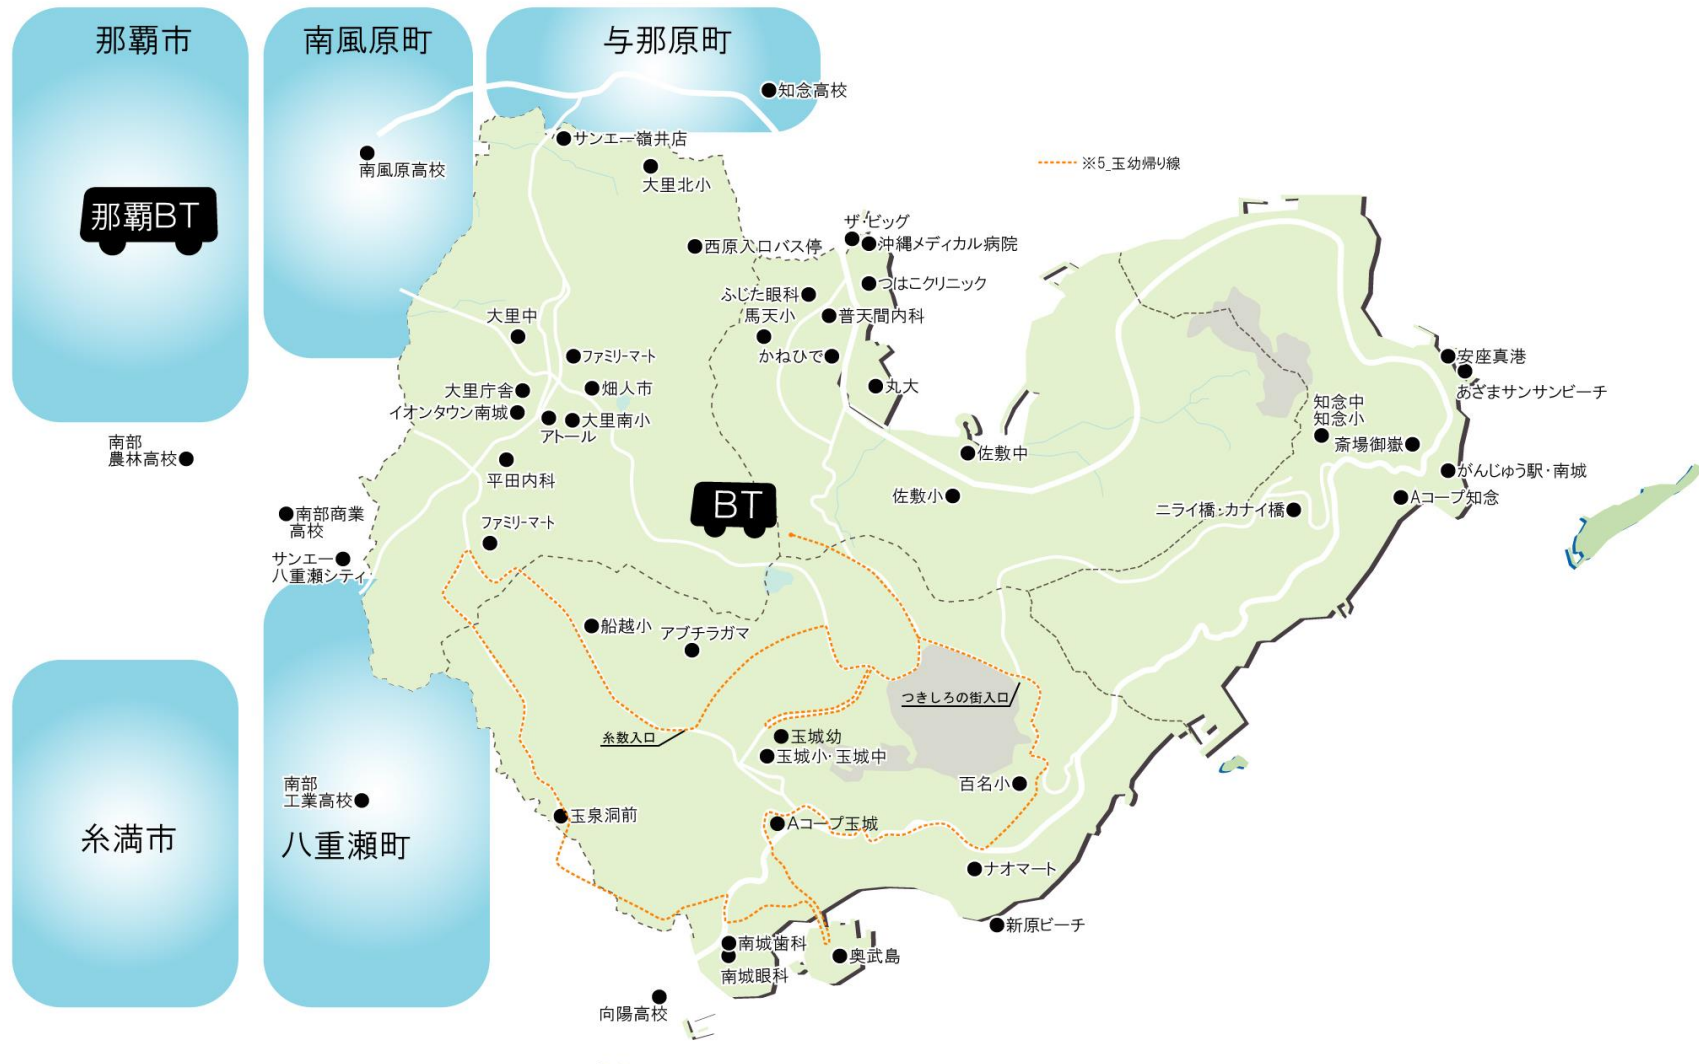 那覇市
南風原町
与那原町
知念高校
サンエー嶺井店
南風原高校
大里北小
※5_玉幼帰り線
那覇BT
ザ・ビッグ
西原入口バス停
沖縄メディカル病院
つはこクリニック
ふじた眼科
馬天小
普天間内科
大里中
かねひで
ファミリーマート
安座真港
あざまサンサンビーチ
大里庁舎
畑人市
丸大
イオンタウン南城
アトール
大里南小
知念中
知念小
斎場御嶽
南部
農林高校
平田内科
佐敷中
がんじゅう駅・南城
佐敷小
Aコープ知念
ニライ橋・カナイ橋
BT
南部商業
高校
ファミリーマート
サンエー
八重瀬シティ
船越小
アブチラガマ
つきしろの街入口
糸数入口
玉城幼
玉城小・玉城中
百名小
南部
工業高校
玉泉洞前
Aコープ玉城
糸満市
八重瀬町
ナオマート
新原ビーチ
南城歯科
南城眼科
奥武島
向陽高校